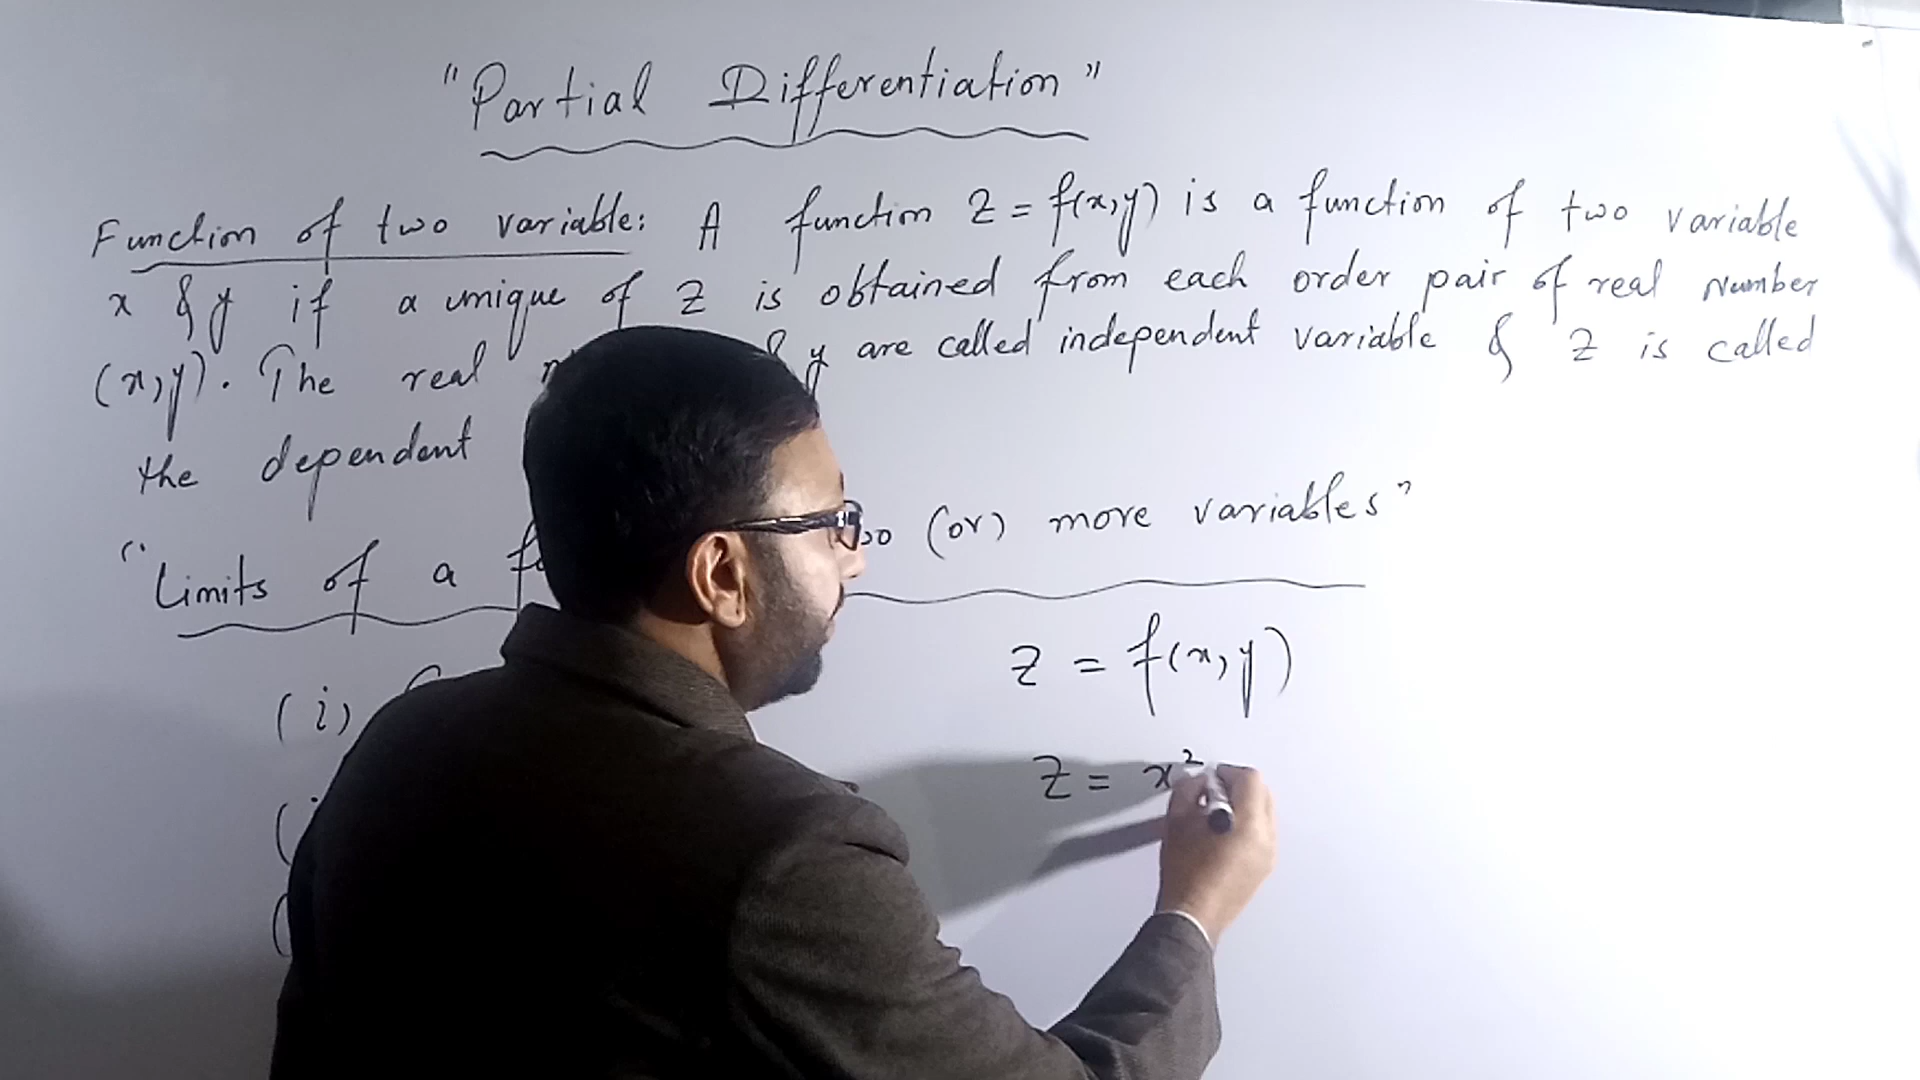 "Partial Differentiation"
Function of two variable: A function Z = f(x,y) is a function of two variable
x & y if a unique of Z is obtained from each order pair of real Number
(x,y). The real & y are called independent variable & Z is called
the dependent
"Limits of a (or) more variables"
(i)
Z = f(x,y)
Z = x²